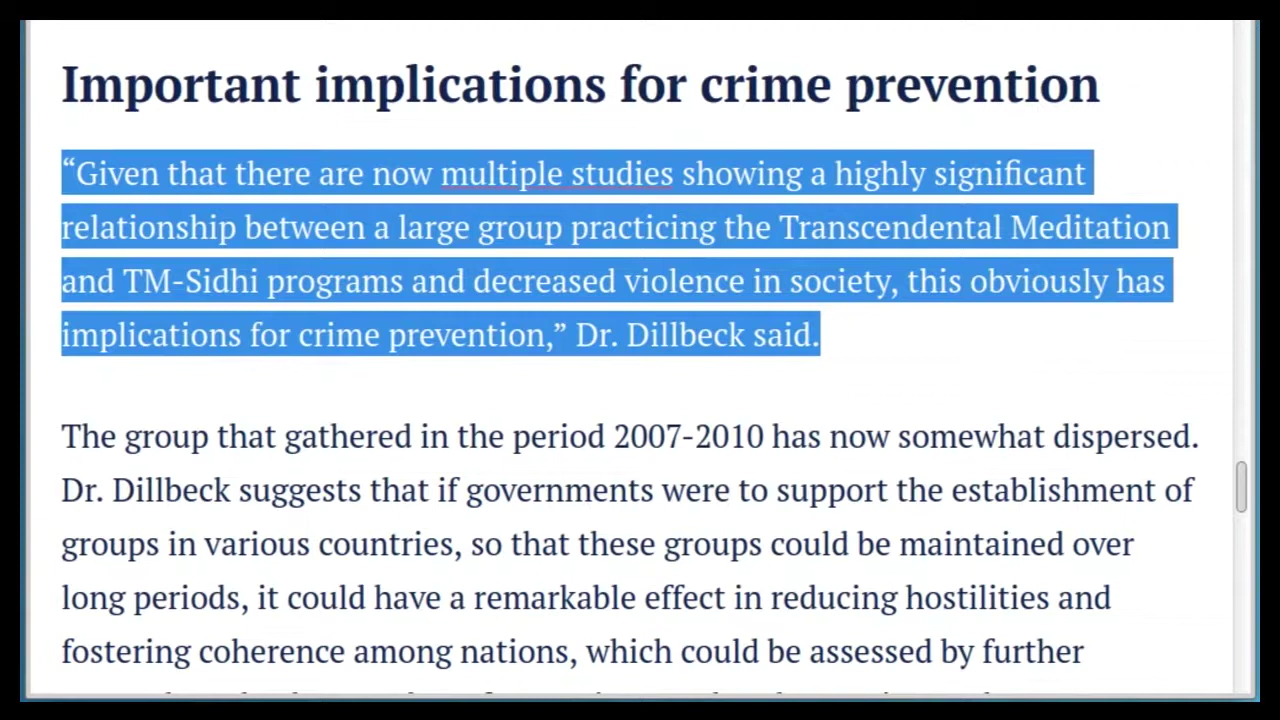 Important implications for crime prevention
“Given that there are now multiple studies showing a highly significant
relationship between a large group practicing the Transcendental Meditation
and TM-Sidhi programs and decreased violence in society, this obviously has
implications for crime prevention,” Dr. Dillbeck said.
The group that gathered in the period 2007-2010 has now somewhat dispersed.
Dr. Dillbeck suggests that if governments were to support the establishment of
groups in various countries, so that these groups could be maintained over
long periods, it could have a remarkable effect in reducing hostilities and
fostering coherence among nations, which could be assessed by further